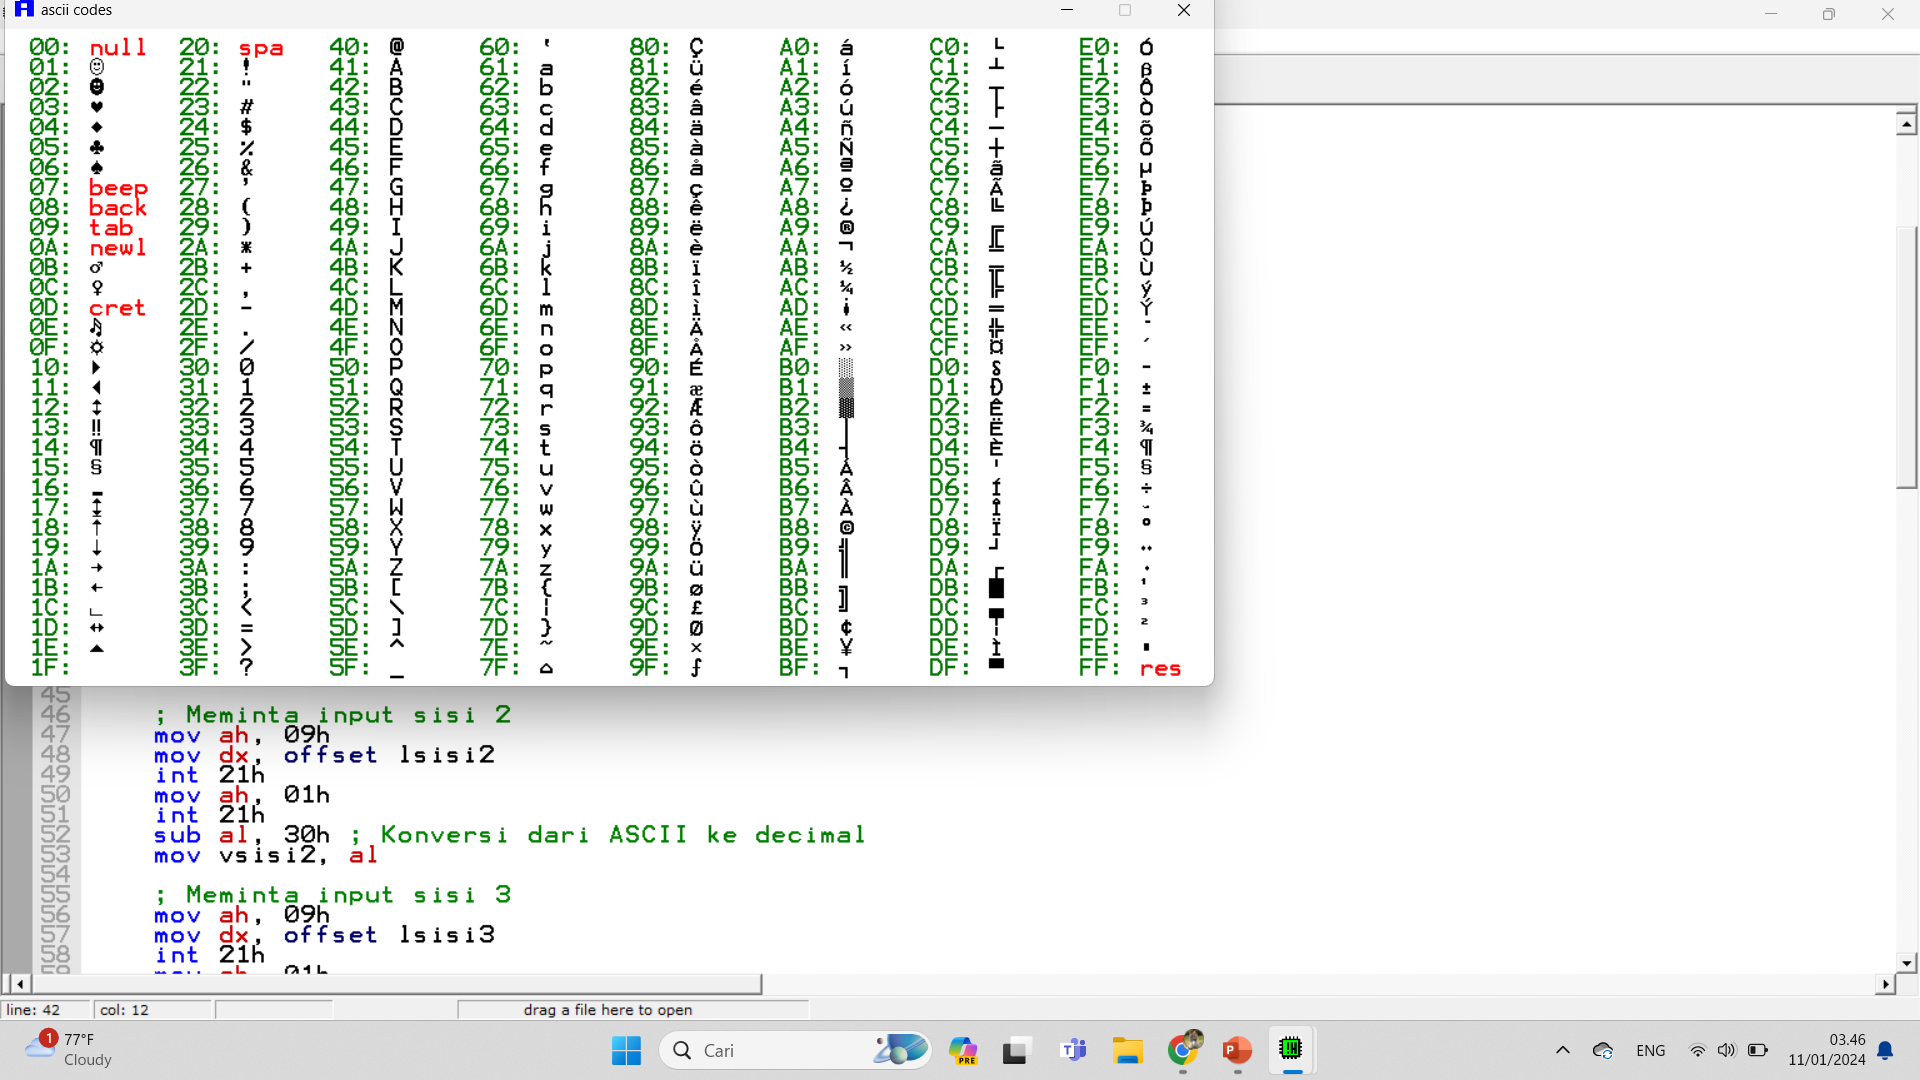 ascii codes
00: null 20: spa 40: @ 60: ' 80: Ç A0: á C0: └ E0: Ó
01: ☺ 21: ! 41: A 61: a 81: ü A1: í C1: ┴ E1: ß
02: ☻ 22: " 42: B 62: b 82: é A2: ó C2: ┬ E2: Ô
03: ♥ 23: # 43: C 63: c 83: â A3: ú C3: ├ E3: Ò
04: ♦ 24: $ 44: D 64: d 84: ä A4: ñ C4: ─ E4: õ
05: ♣ 25: % 45: E 65: e 85: à A5: Ñ C5: ┼ E5: Õ
06: ♠ 26: & 46: F 66: f 86: å A6: ª C6: ã E6: µ
07: beep 27: ' 47: G 67: g 87: ç A7: º C7: Ã E7: þ
08: back 28: ( 48: H 68: h 88: ê A8: ¿ C8: ╚ E8: Þ
09: tab 29: ) 49: I 69: i 89: ë A9: ® C9: ╔ E9: Ú
0A: newl 2A: * 4A: J 6A: j 8A: è AA: ¬ CA: ╩ EA: Û
0B: ♂ 2B: + 4B: K 6B: k 8B: ï AB: ½ CB: ╦ EB: Ù
0C: ♀ 2C: , 4C: L 6C: l 8C: î AC: ¼ CC: ╠ EC: ý
0D: cret 2D: - 4D: M 6D: m 8D: ì AD: ¡ CD: ═ ED: Ý
0E: ♫ 2E: . 4E: N 6E: n 8E: Ä AE: « CE: ╬ EE: ¯
0F: ☼ 2F: / 4F: O 6F: o 8F: Å AF: » CF: ¤ EF: ´
10: ► 30: 0 50: P 70: p 90: É B0: ░ D0: ð F0: -
11: ◄ 31: 1 51: Q 71: q 91: æ B1: ▒ D1: Ð F1: ±
12: ↕ 32: 2 52: R 72: r 92: Æ B2: ▓ D2: Ê F2: =
13: ‼ 33: 3 53: S 73: s 93: ô B3: │ D3: Ë F3: ¾
14: ¶ 34: 4 54: T 74: t 94: ö B4: ┤ D4: È F4: ¶
15: § 35: 5 55: U 75: u 95: ò B5: Á D5: ' F5: §
16: ▬ 36: 6 56: V 76: v 96: û B6: Â D6: Í F6: ÷
17: ↨ 37: 7 57: W 77: w 97: ù B7: À D7: Î F7: ¸
18: ↑ 38: 8 58: X 78: x 98: ÿ B8: © D8: Ï F8: °
19: ↓ 39: 9 59: Y 79: y 99: Ö B9: ╣ D9: ┘ F9: ¨
1A: → 3A: : 5A: Z 7A: z 9A: ü BA: ║ DA: ┌ FA: ·
1B: ← 3B: ; 5B: [ 7B: { 9B: ø BB: ╗ DB: █ FB: ¹
1C: ∟ 3C: < 5C: \ 7C: ¦ 9C: £ BC: ╝ DC: ▄ FC: ³
1D: ↔ 3D: = 5D: ] 7D: } 9D: Ø BD: ¢ DD: ¦ FD: ²
1E: ▲ 3E: > 5E: ^ 7E: ~ 9E: × BE: ¥ DE: Ì FE: ■
1F: 3F: ? 5F: _ 7F: ⌂ 9F: ƒ BF: ┐ DF: ▀ FF: res
45
46 ; Meminta input sisi 2
47 mov ah, 09h
48 mov dx, offset lsisi2
49 int 21h
50 mov ah, 01h
51 int 21h
52 sub al, 30h ; Konversi dari ASCII ke decimal
53 mov vsisi2, al
54
55 ; Meminta input sisi 3
56 mov ah, 09h
57 mov dx, offset lsisi3
58 int 21h
59 mov ah, 01h
line: 42 col: 12 drag a file here to open
1 77°F
Cloudy
Cari
PRE
ENG
03.46
11/01/2024